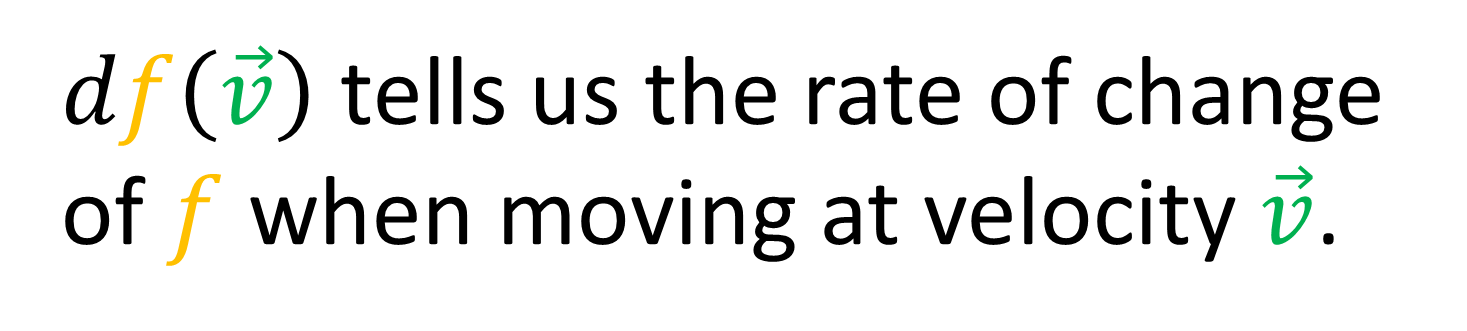 𝑑𝑓(𝑣⃗) tells us the rate of change
of 𝑓 when moving at velocity 𝑣⃗.